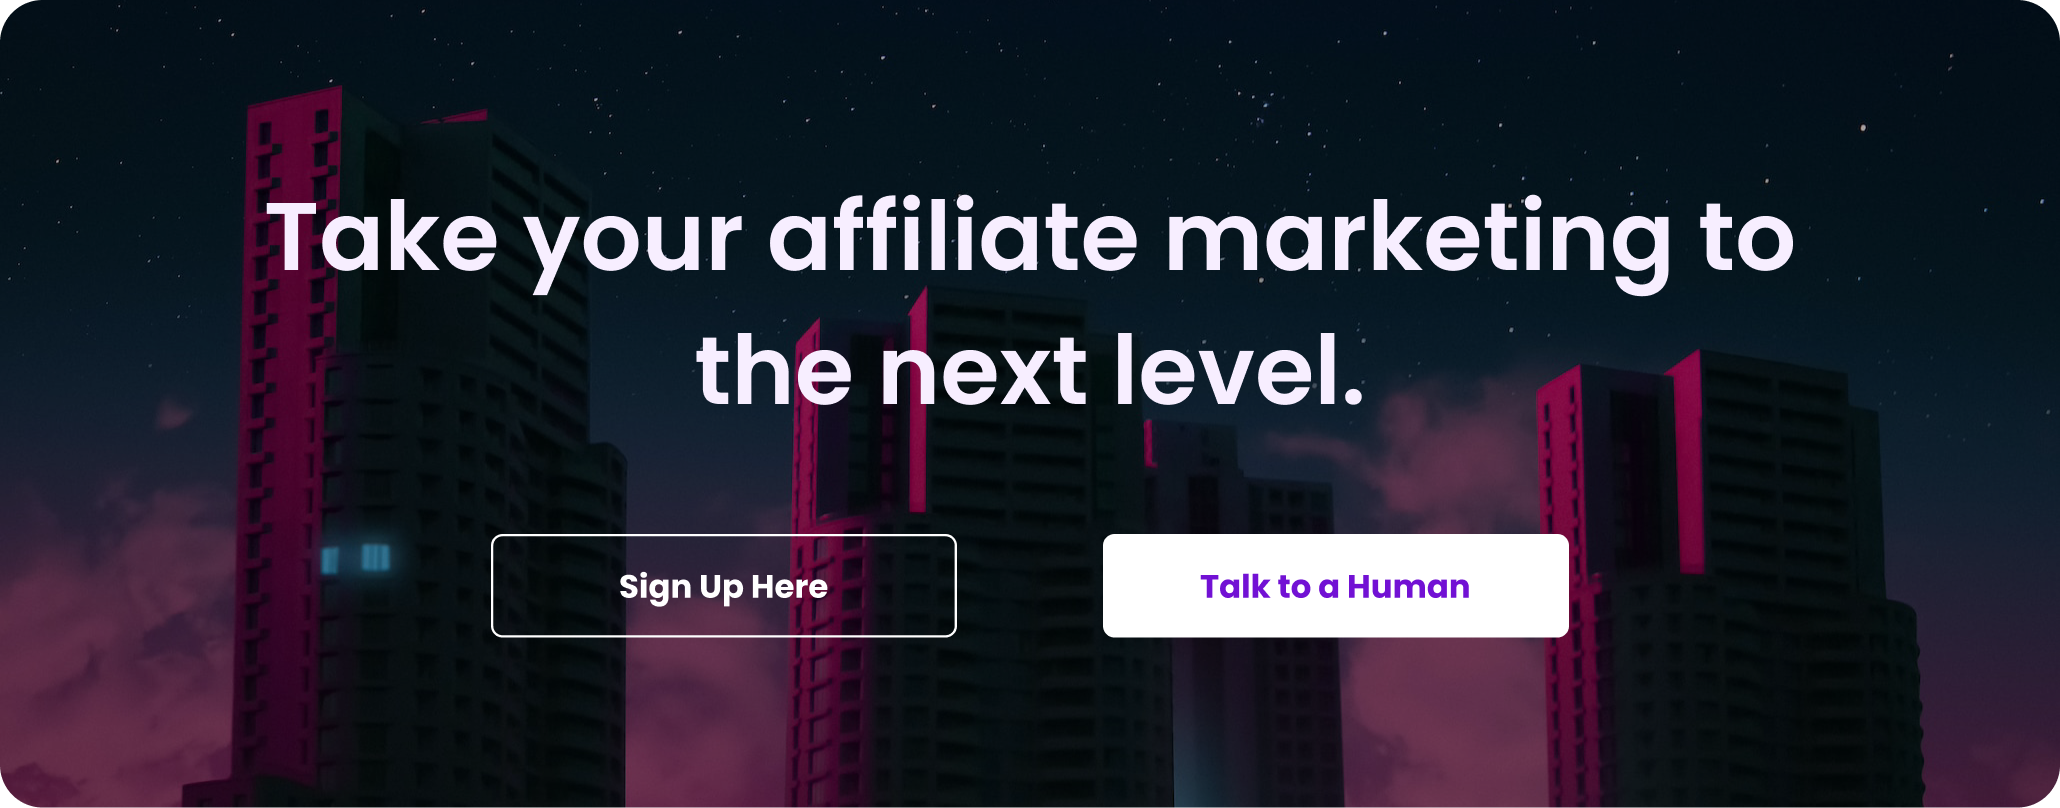 Take your affiliate marketing to
the next level.
Sign Up Here
Talk to a Human